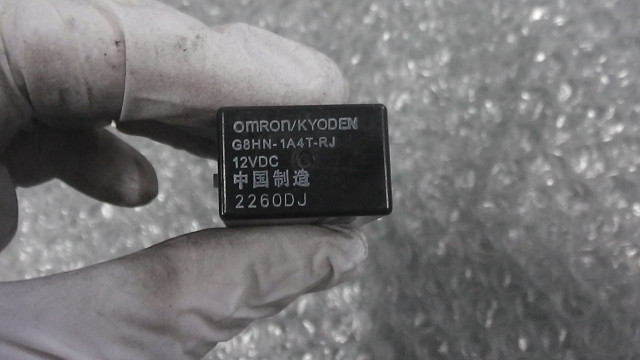 omron/KYODEN
G8HN-1A4T-RJ
12VDC
中国制造
2260DJ